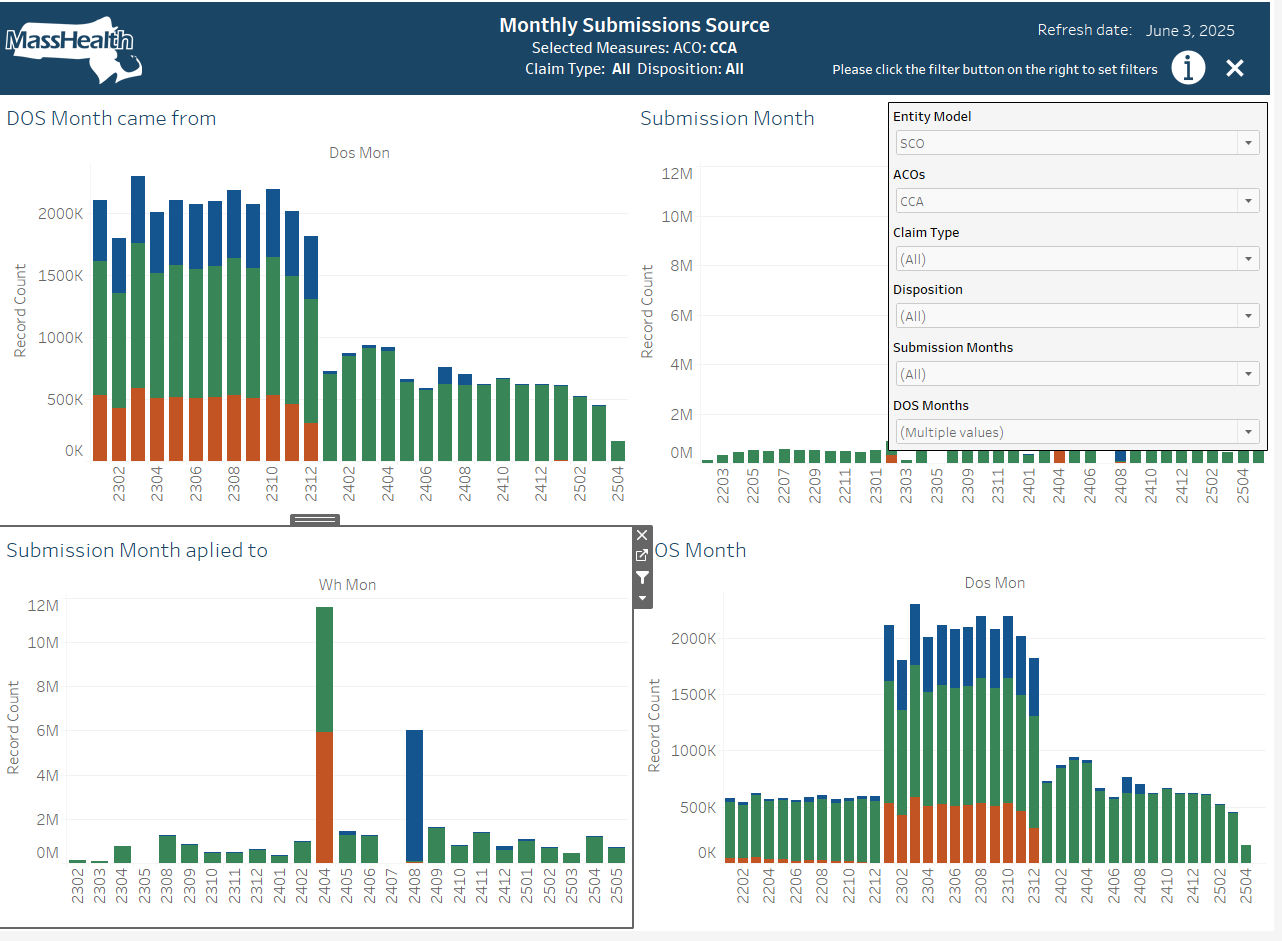 MassHealth
Monthly Submissions Source
Selected Measures: ACO: CCA
Claim Type: All Disposition: All
Refresh date: June 3, 2025
Please click the filter button on the right to set filters
DOS Month came from
Dos Mon
Record Count
2000K
1500K
1000K
500K
0K
2302 2304 2306 2308 2310 2312 2402 2404 2406 2408 2410 2412 2502 2504
Submission Month
Record Count
12M
10M
8M
6M
4M
2M
0M
2203 2205 2207 2209 2211 2301 2303 2305 2309 2311 2401 2404 2406 2408 2410 2412 2502 2504
Entity Model
SCO
ACOs
CCA
Claim Type
(All)
Disposition
(All)
Submission Months
(All)
DOS Months
(Multiple values)
Submission Month aplied to
Wh Mon
Record Count
12M
10M
8M
6M
4M
2M
0M
2302 2303 2304 2305 2308 2309 2310 2311 2312 2401 2402 2404 2405 2406 2407 2408 2409 2410 2411 2412 2501 2502 2503 2504 2505
OS Month
Dos Mon
Record Count
2000K
1500K
1000K
500K
0K
2202 2204 2206 2208 2210 2212 2302 2304 2306 2308 2310 2312 2402 2404 2406 2408 2410 2412 2502 2504